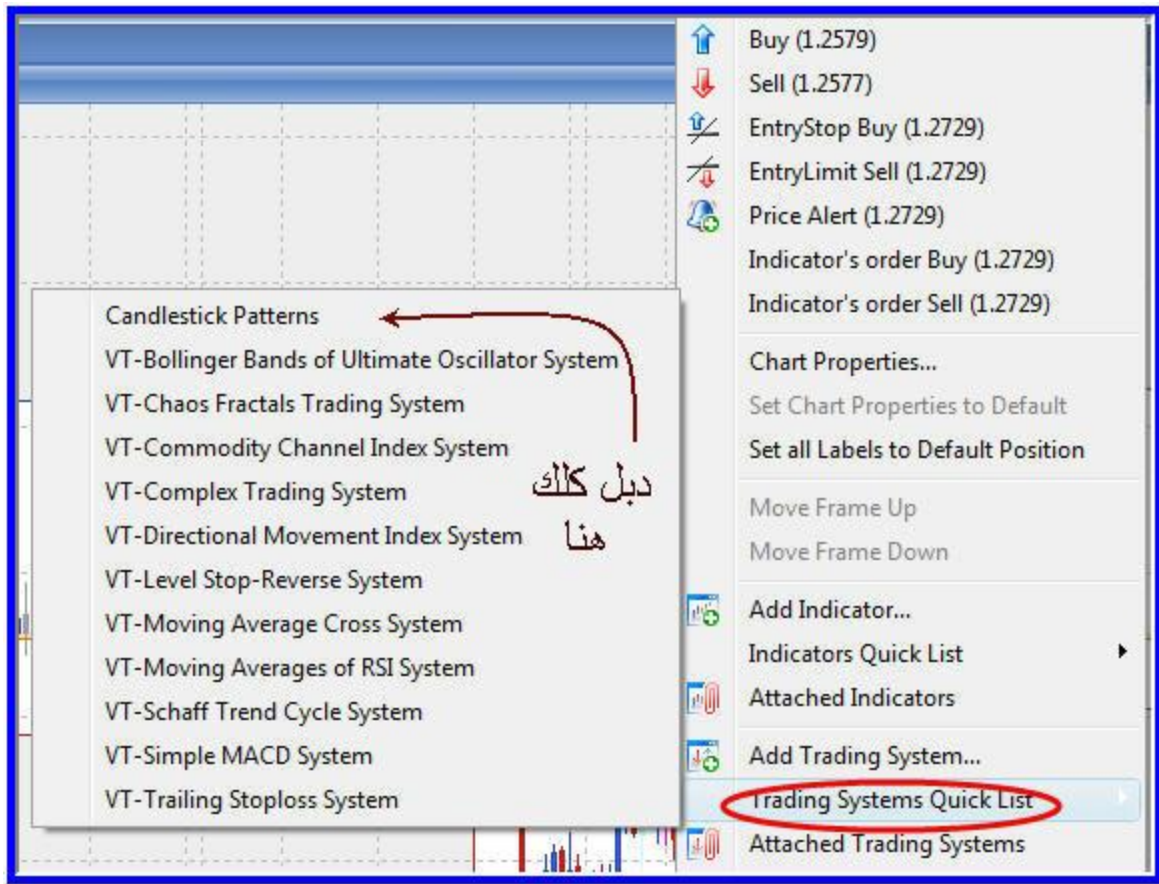 Buy (1.2579)
Sell (1.2577)
EntryStop Buy (1.2729)
EntryLimit Sell (1.2729)
Price Alert (1.2729)
Indicator's order Buy (1.2729)
Indicator's order Sell (1.2729)
Chart Properties...
Set Chart Properties to Default
Set all Labels to Default Position
Move Frame Up
Move Frame Down
Add Indicator...
Indicators Quick List
Attached Indicators
Add Trading System...
Trading Systems Quick List
Attached Trading Systems
Candlestick Patterns
VT-Bollinger Bands of Ultimate Oscillator System
VT-Chaos Fractals Trading System
VT-Commodity Channel Index System
VT-Complex Trading System
VT-Directional Movement Index System
VT-Level Stop-Reverse System
VT-Moving Average Cross System
VT-Moving Averages of RSI System
VT-Schaff Trend Cycle System
VT-Simple MACD System
VT-Trailing Stoploss System
دبل كلك
هنا